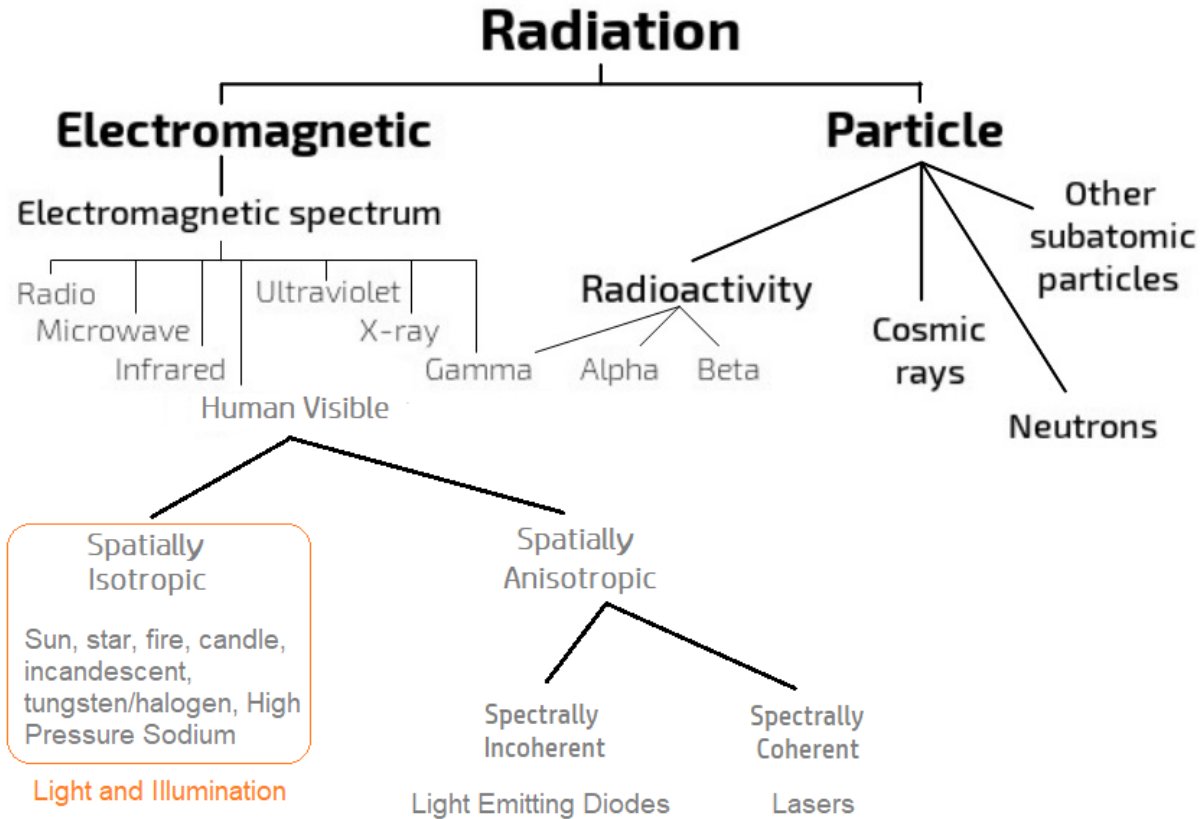 Radiation
Electromagnetic
Particle
Electromagnetic spectrum
Other
subatomic
particles
Radio
Ultraviolet
Radioactivity
Microwave
X-ray
Cosmic
rays
Infrared
Gamma
Alpha
Beta
Human Visible
Neutrons
Spatially
Isotropic
Spatially
Anisotropic
Sun, star, fire, candle,
incandescent,
tungsten/halogen, High
Pressure Sodium
Spectrally
Incoherent
Spectrally
Coherent
Light and Illumination
Light Emitting Diodes
Lasers